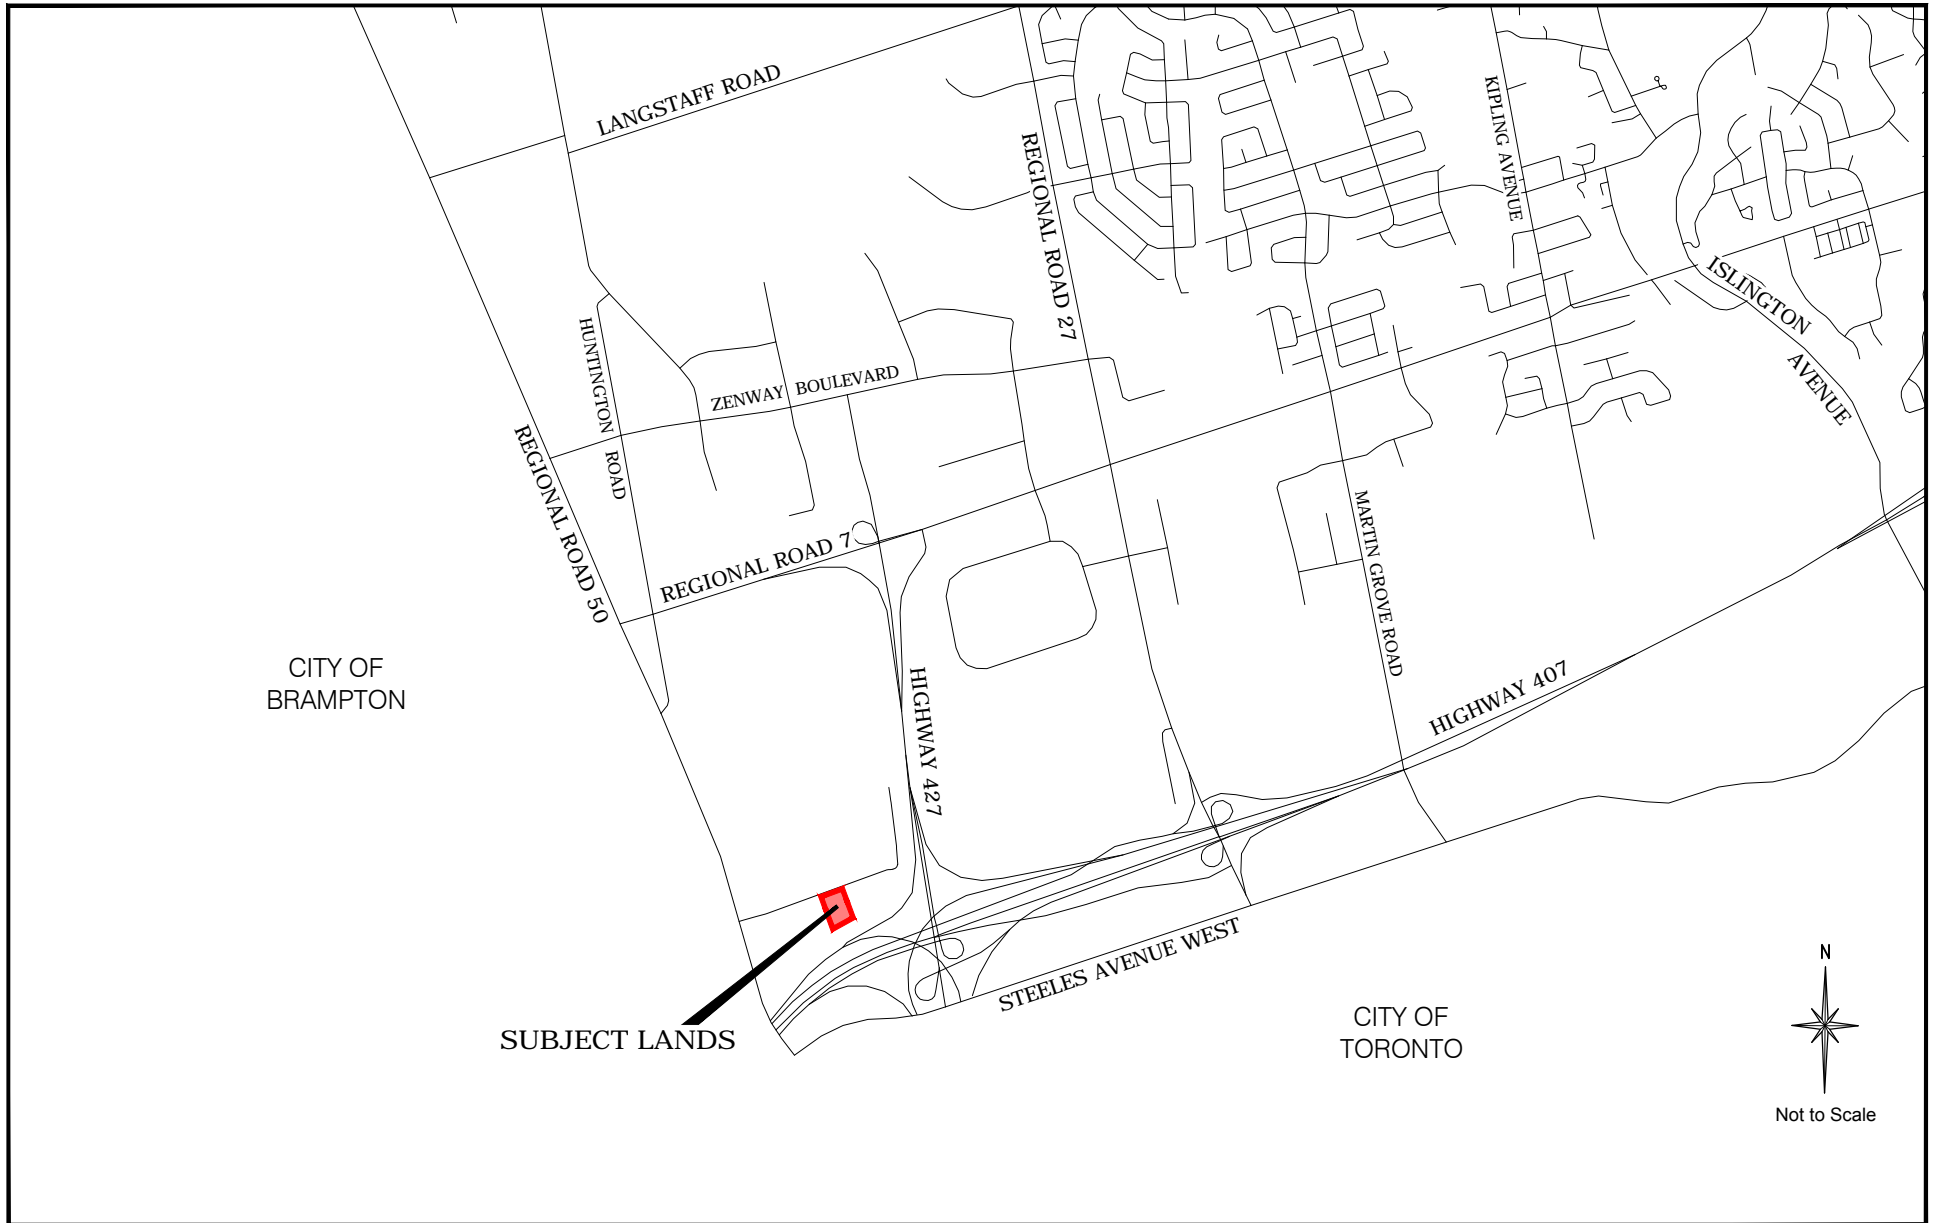 LANGSTAFF ROAD
KIPLING AVENUE
REGIONAL ROAD 27
ISLINGTON
AVENUE
HUNTINGTON ROAD
ZENWAY BOULEVARD
REGIONAL ROAD 50
REGIONAL ROAD 7
MARTIN GROVE ROAD
CITY OF
BRAMPTON
HIGHWAY 427
HIGHWAY 407
STEELES AVENUE WEST
SUBJECT LANDS
CITY OF
TORONTO
N
Not to Scale